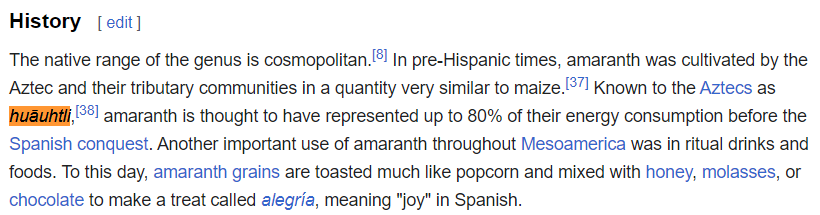 History [ edit ]
The native range of the genus is cosmopolitan.[8] In pre-Hispanic times, amaranth was cultivated by the
Aztec and their tributary communities in a quantity very similar to maize.[37] Known to the Aztecs as
huāuhtli,[38] amaranth is thought to have represented up to 80% of their energy consumption before the
Spanish conquest. Another important use of amaranth throughout Mesoamerica was in ritual drinks and
foods. To this day, amaranth grains are toasted much like popcorn and mixed with honey, molasses, or
chocolate to make a treat called alegría, meaning "joy" in Spanish.